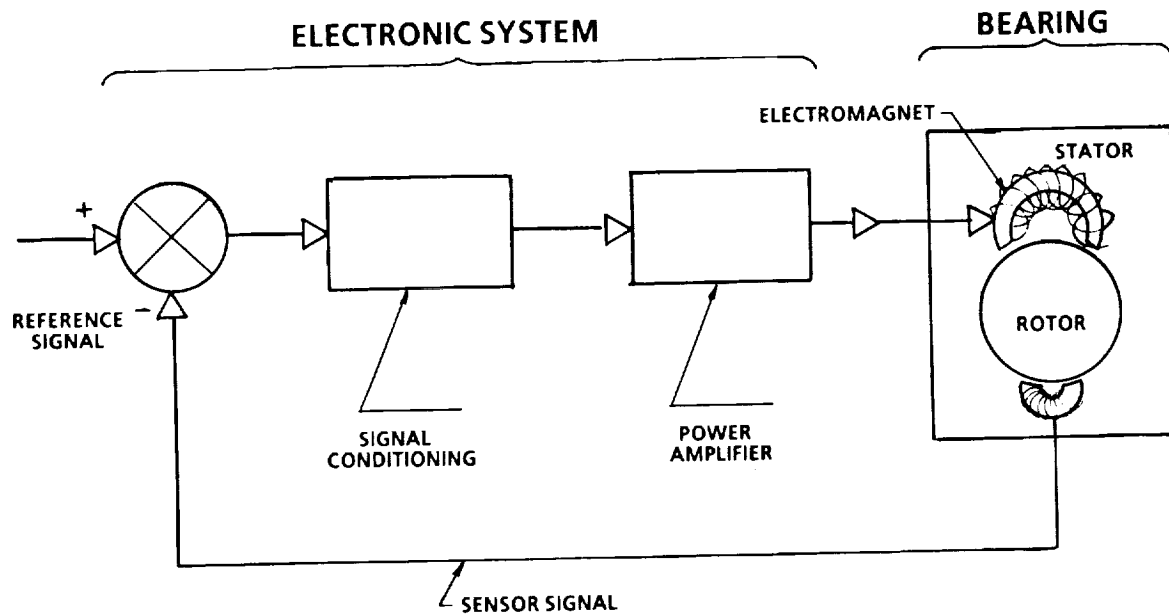 ELECTRONIC SYSTEM
BEARING
ELECTROMAGNET
STATOR
+
-
REFERENCE
SIGNAL
ROTOR
SIGNAL
CONDITIONING
POWER
AMPLIFIER
SENSOR SIGNAL